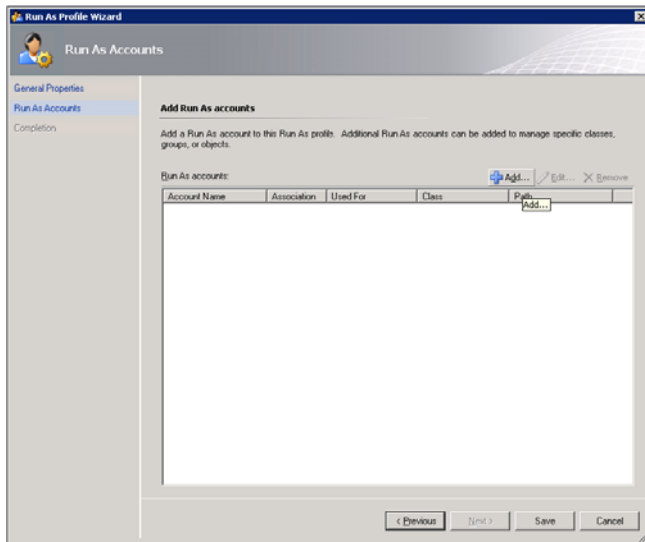 Run As Profile Wizard
Run As Accounts
General Properties
Run As Accounts
Completion
Add Run As accounts
Add a Run As account to this Run As profile. Additional Run As accounts can be added to manage specific classes,
groups, or objects.
Run As accounts:
Add... Edit... Remove
Account Name Association Used For Class Path
Add...
< Previous Next > Save Cancel